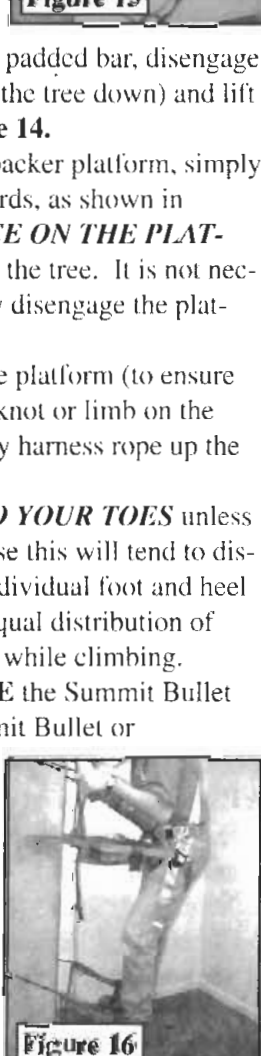 Figure 15
padded bar, disengage
the tree down) and lift
e 14.
acker platform, simply
rds, as shown in
E ON THE PLAT-
the tree. It is not nec-
y disengage the plat-
e platform (to ensure
knot or limb on the
y harness rope up the
O YOUR TOES unless
se this will tend to dis-
dividual foot and heel
qual distribution of
while climbing.
E the Summit Bullet
nit Bullet or
Figure 16